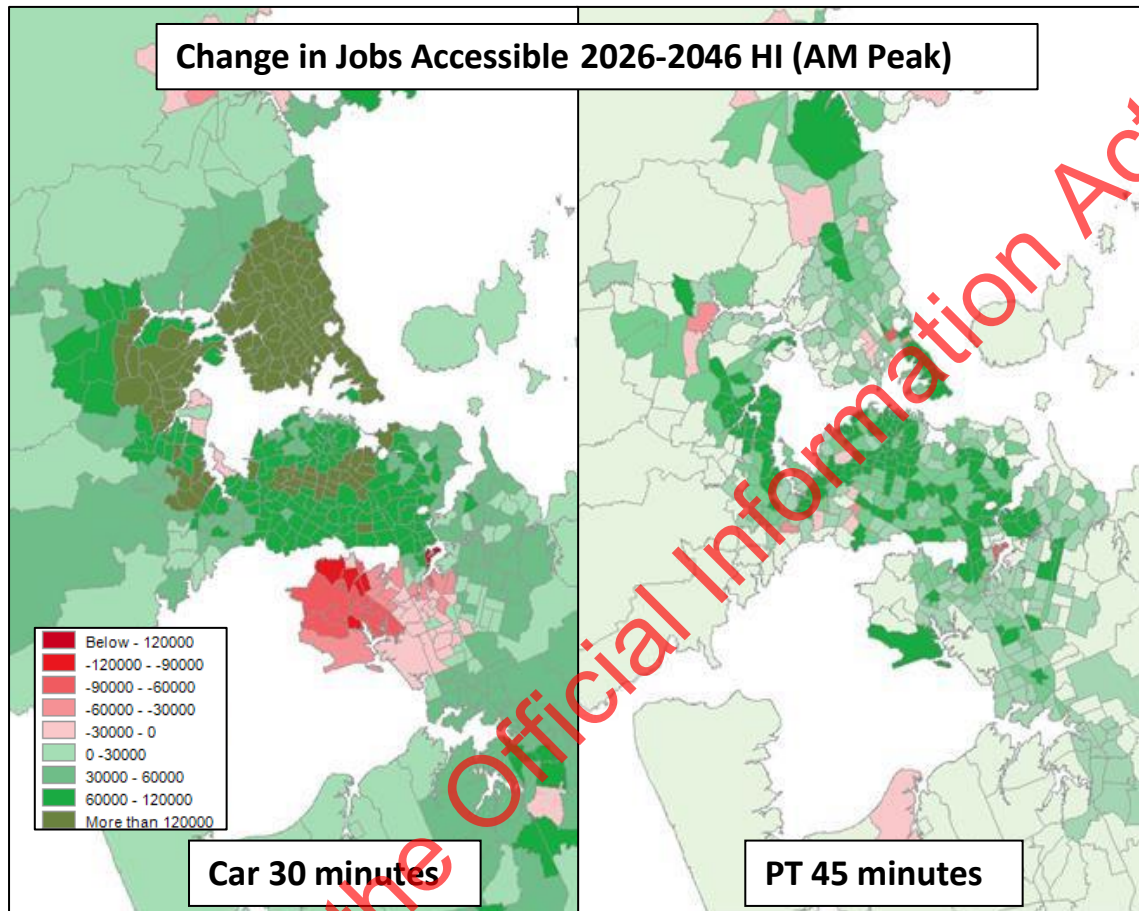 Change in Jobs Accessible 2026-2046 HI (AM Peak)
Below - 120000
-120000 - -90000
-90000 - -60000
-60000 - -30000
-30000 - 0
0 -30000
30000 - 60000
60000 - 120000
More than 120000
Car 30 minutes
PT 45 minutes
the Official Information Act